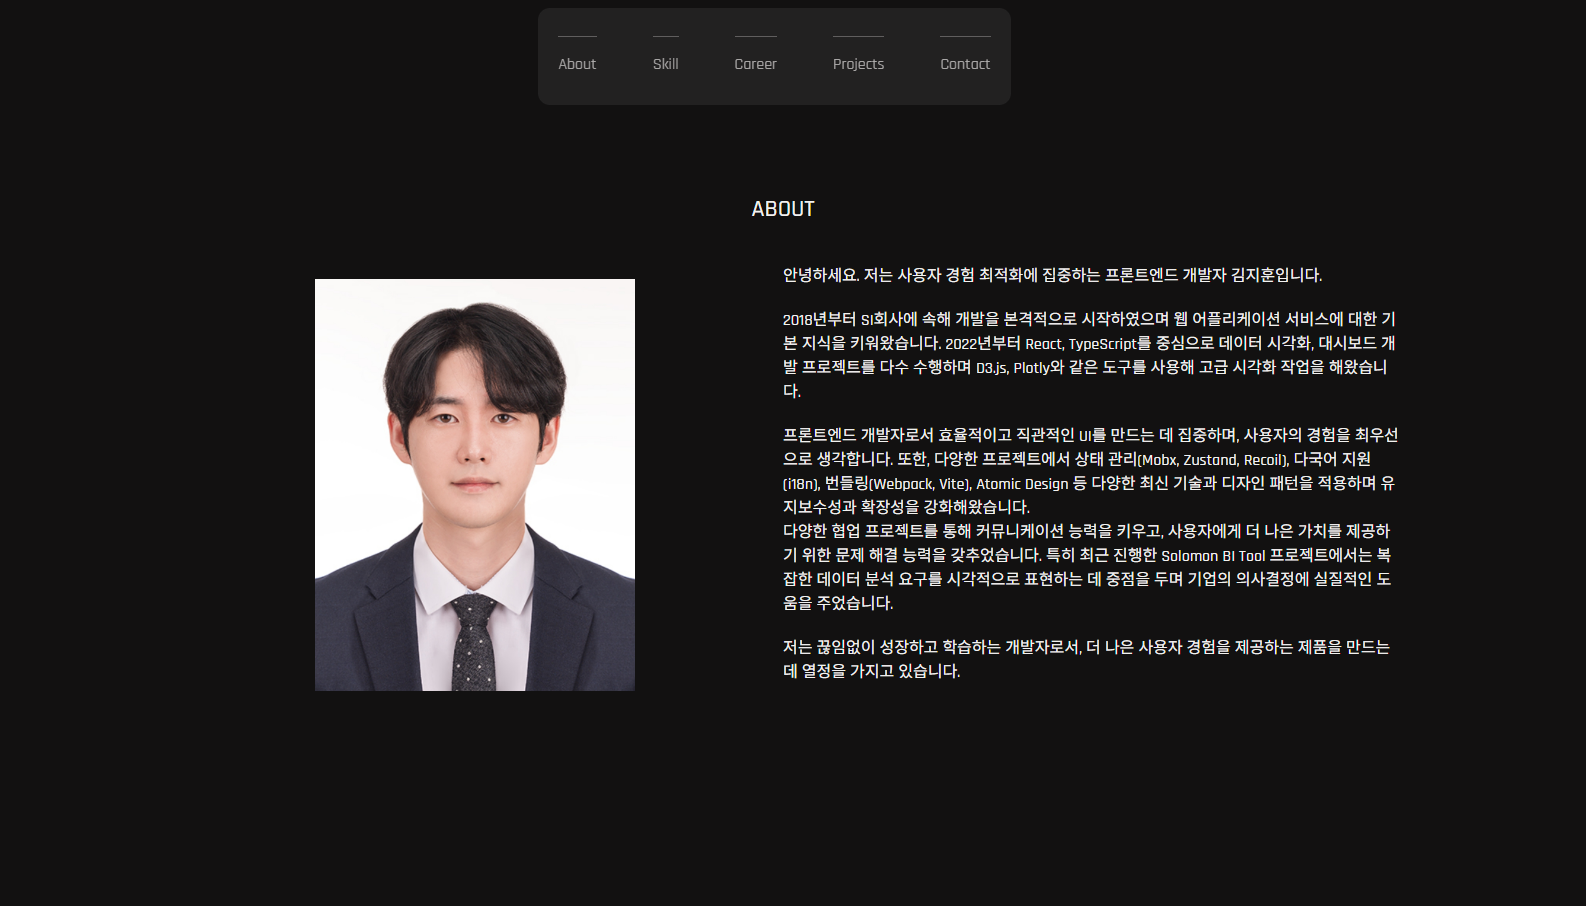 About
Skill
Career
Projects
Contact
ABOUT
안녕하세요. 저는 사용자 경험 최적화에 집중하는 프론트엔드 개발자 김지훈입니다.
2018년부터 SI회사에 속해 개발을 본격적으로 시작하였으며 웹 어플리케이션 서비스에 대한 기
본 지식을 키워왔습니다. 2022년부터 React, TypeScript를 중심으로 데이터 시각화, 대시보드 개
발 프로젝트를 다수 수행하며 D3.js, Plotly와 같은 도구를 사용해 고급 시각화 작업을 해왔습니
다.
프론트엔드 개발자로서 효율적이고 직관적인 UI를 만드는 데 집중하며, 사용자의 경험을 최우선
으로 생각합니다. 또한, 다양한 프로젝트에서 상태 관리(Mobx, Zustand, Recoil), 다국어 지원
(i18n), 번들링(Webpack, Vite), Atomic Design 등 다양한 최신 기술과 디자인 패턴을 적용하며 유
지보수성과 확장성을 강화해왔습니다.
다양한 협업 프로젝트를 통해 커뮤니케이션 능력을 키우고, 사용자에게 더 나은 가치를 제공하
기 위한 문제 해결 능력을 갖추었습니다. 특히 최근 진행한 Solomon BI Tool 프로젝트에서는 복
잡한 데이터 분석 요구를 시각적으로 표현하는 데 중점을 두며 기업의 의사결정에 실질적인 도
움을 주었습니다.
저는 끊임없이 성장하고 학습하는 개발자로서, 더 나은 사용자 경험을 제공하는 제품을 만드는
데 열정을 가지고 있습니다.